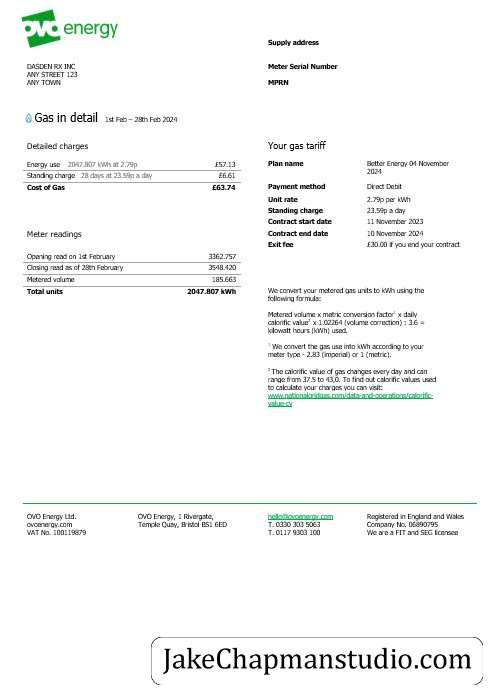 OVO energy
Supply address
DASDEN RX INC
ANY STREET 123
ANY TOWN
Meter Serial Number
MPRN
Gas in detail 1st Feb – 28th Feb 2024
Detailed charges
Energy use 2047.807 kWh at 2.79p £57.13
Standing charge 28 days at 23.59p a day £6.61
Cost of Gas £63.74
Meter readings
Opening read on 1st February 3362.757
Closing read as of 28th February 3548.420
Metered volume 185.663
Total units 2047.807 kWh
Your gas tariff
Plan name Better Energy 04 November
2024
Payment method Direct Debit
Unit rate 2.79p per kWh
Standing charge 23.59p a day
Contract start date 11 November 2023
Contract end date 10 November 2024
Exit fee £30.00 if you end your contract
We convert your metered gas units to kWh using the
following formula:
Metered volume x metric conversion factor¹ x daily
calorific value² x 1.02264 (volume correction) ; 3.6 =
kilowatt hours (kWh) used.
¹ We convert the gas use into kWh according to your
meter type - 2.83 (imperial) or 1 (metric).
² The calorific value of gas changes every day and can
range from 37.5 to 43,0. To find out calorific values used
to calculate your charges you can visit:
www.nationalgridgas.com/data-and-operations/calorific-
value-cv
OVO Energy Ltd.
ovoenergy.com
VAT No. 100119879
OVO Energy, 1 Rivergate,
Temple Quay, Bristol BS1 6ED
hello@ovoenergy.com
T. 0330 303 5063
T. 0117 9303 100
Registered in England and Wales
Company No. 06890795
We are a FIT and SEG licensee
JakeChapmanstudio.com